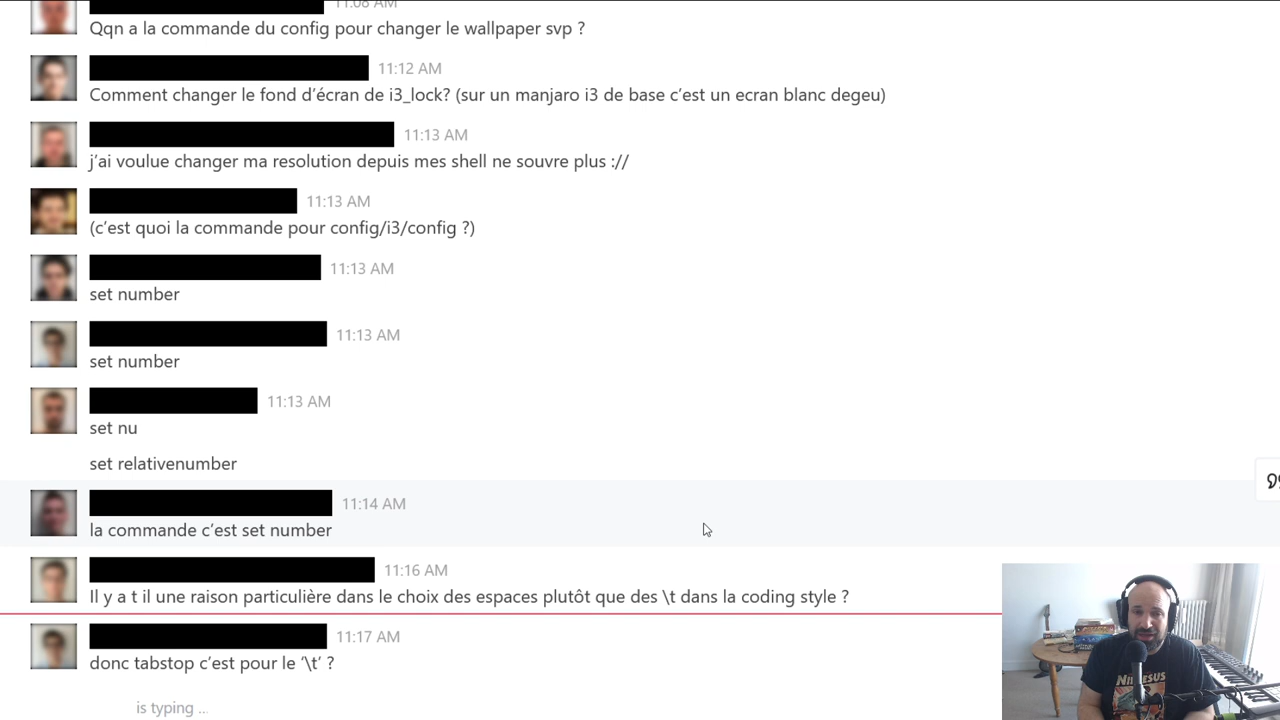 11:08 AM
Qqn a la commande du config pour changer le wallpaper svp ?
11:12 AM
Comment changer le fond d’écran de i3_lock? (sur un manjaro i3 de base c’est un ecran blanc degeu)
11:13 AM
j’ai voulue changer ma resolution depuis mes shell ne souvre plus ://
11:13 AM
(c’est quoi la commande pour config/i3/config ?)
11:13 AM
set number
11:13 AM
set number
11:13 AM
set nu
set relativenumber
11:14 AM
la commande c’est set number
11:16 AM
Il y a t il une raison particulière dans le choix des espaces plutôt que des \t dans la coding style ?
11:17 AM
donc tabstop c’est pour le ‘\t’ ?
is typing ...